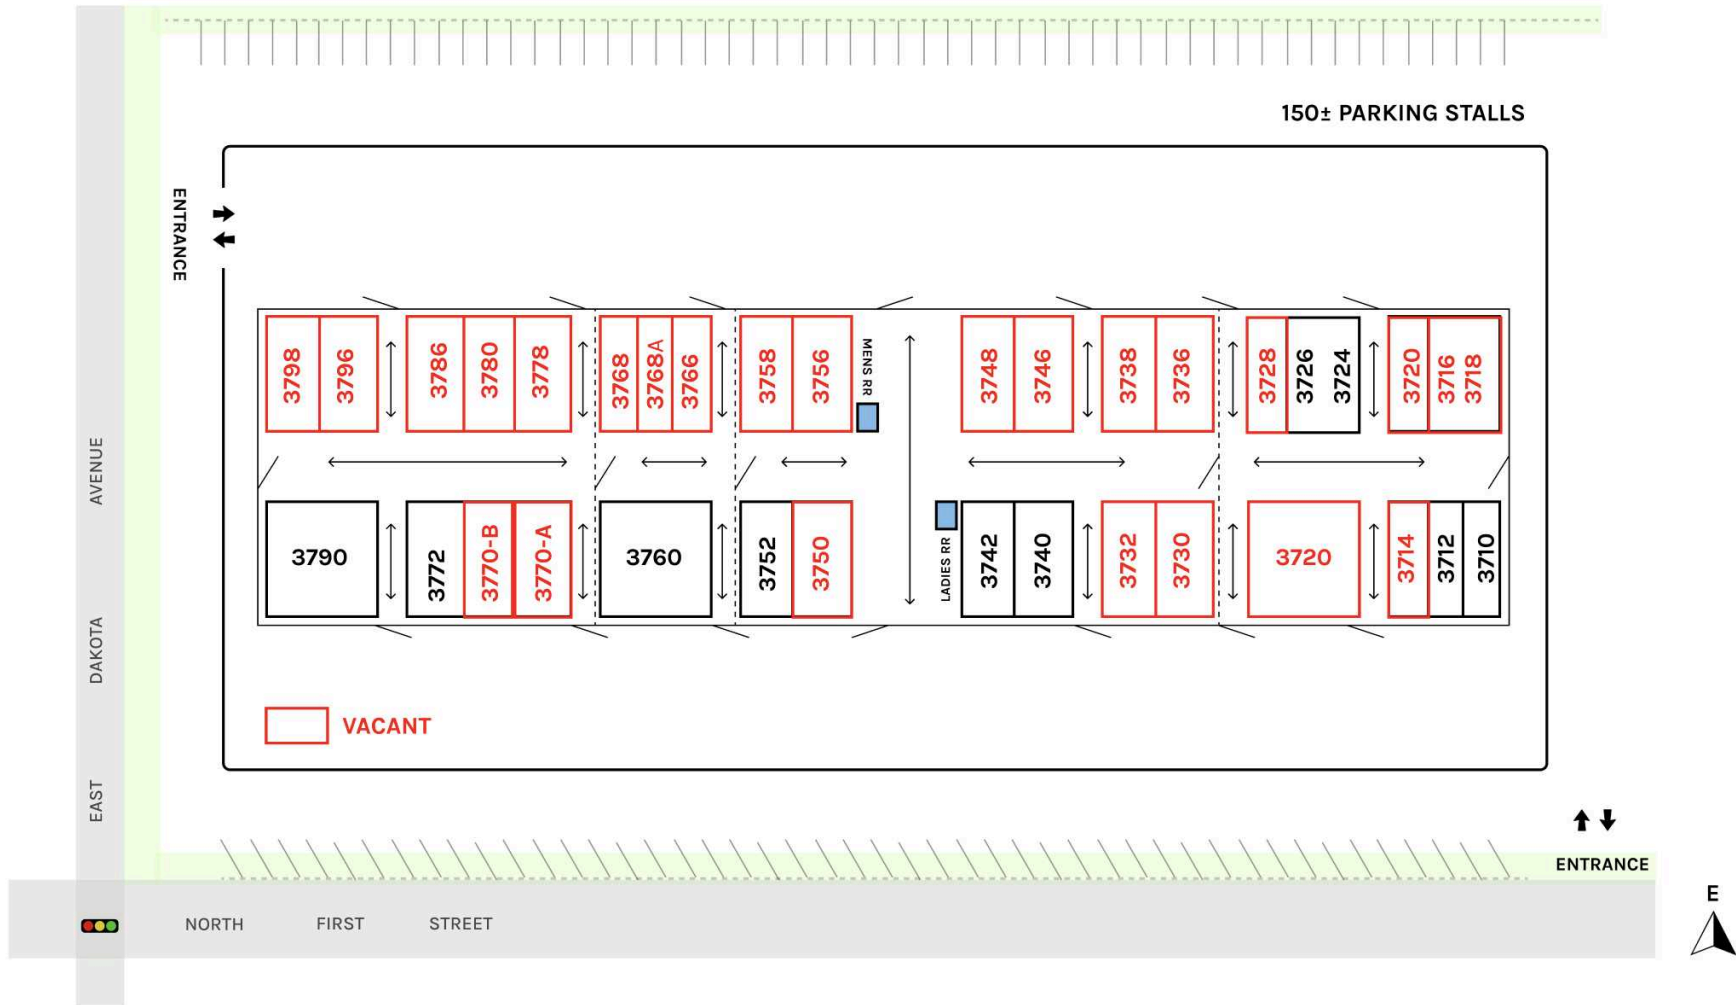 150± PARKING STALLS
ENTRANCE
3798
3796
3786
3780
3778
3768
3768A
3766
3758
3756
MENS RR
3748
3746
3738
3736
3728
3726
3724
3720
3716
3718
3790
3772
3770-B
3770-A
3760
3752
3750
LADIES RR
3742
3740
3732
3730
3720
3714
3712
3710
VACANT
EAST DAKOTA AVENUE
ENTRANCE
NORTH FIRST STREET
E